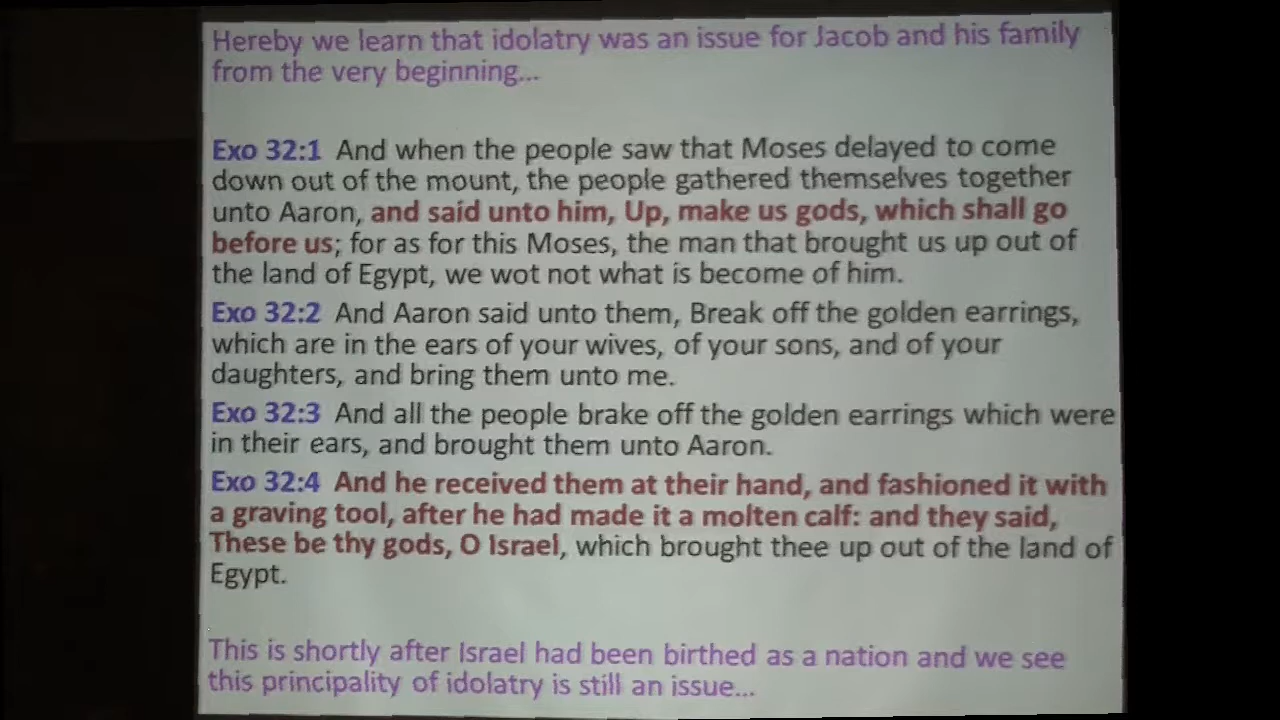 Hereby we learn that idolatry was an issue for Jacob and his family
from the very beginning...
Exo 32:1 And when the people saw that Moses delayed to come
down out of the mount, the people gathered themselves together
unto Aaron, and said unto him, Up, make us gods, which shall go
before us; for as for this Moses, the man that brought us up out of
the land of Egypt, we wot not what is become of him.
Exo 32:2 And Aaron said unto them, Break off the golden earrings,
which are in the ears of your wives, of your sons, and of your
daughters, and bring them unto me.
Exo 32:3 And all the people brake off the golden earrings which were
in their ears, and brought them unto Aaron.
Exo 32:4 And he received them at their hand, and fashioned it with
a graving tool, after he had made it a molten calf: and they said,
These be thy gods, O Israel, which brought thee up out of the land of
Egypt.
This is shortly after Israel had been birthed as a nation and we see
this principality of idolatry is still an issue...